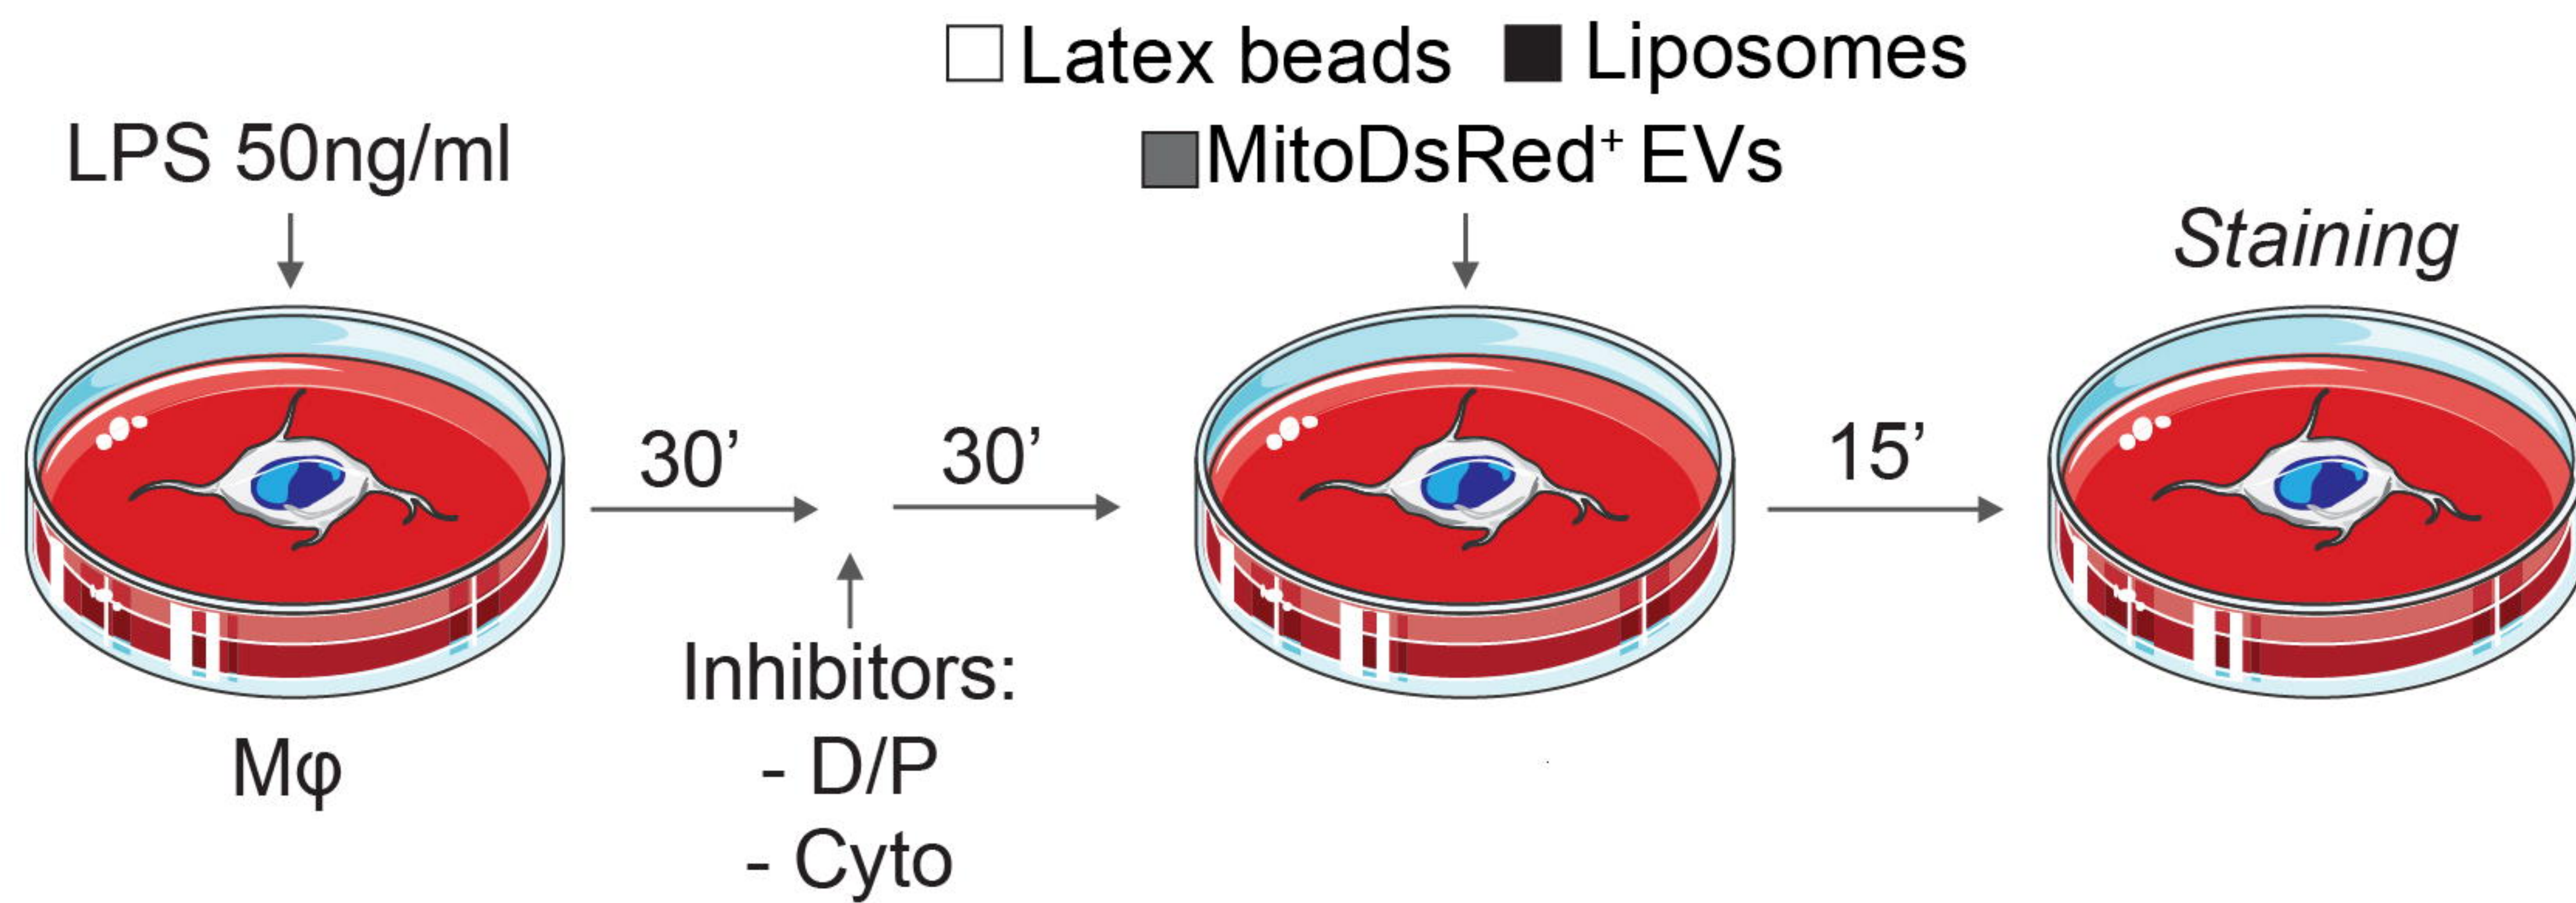 Latex beads Liposomes
MitoDsRed⁺ EVs
LPS 50ng/ml
Staining
30’
30’
15’
Inhibitors:
- D/P
- Cyto
Mφ